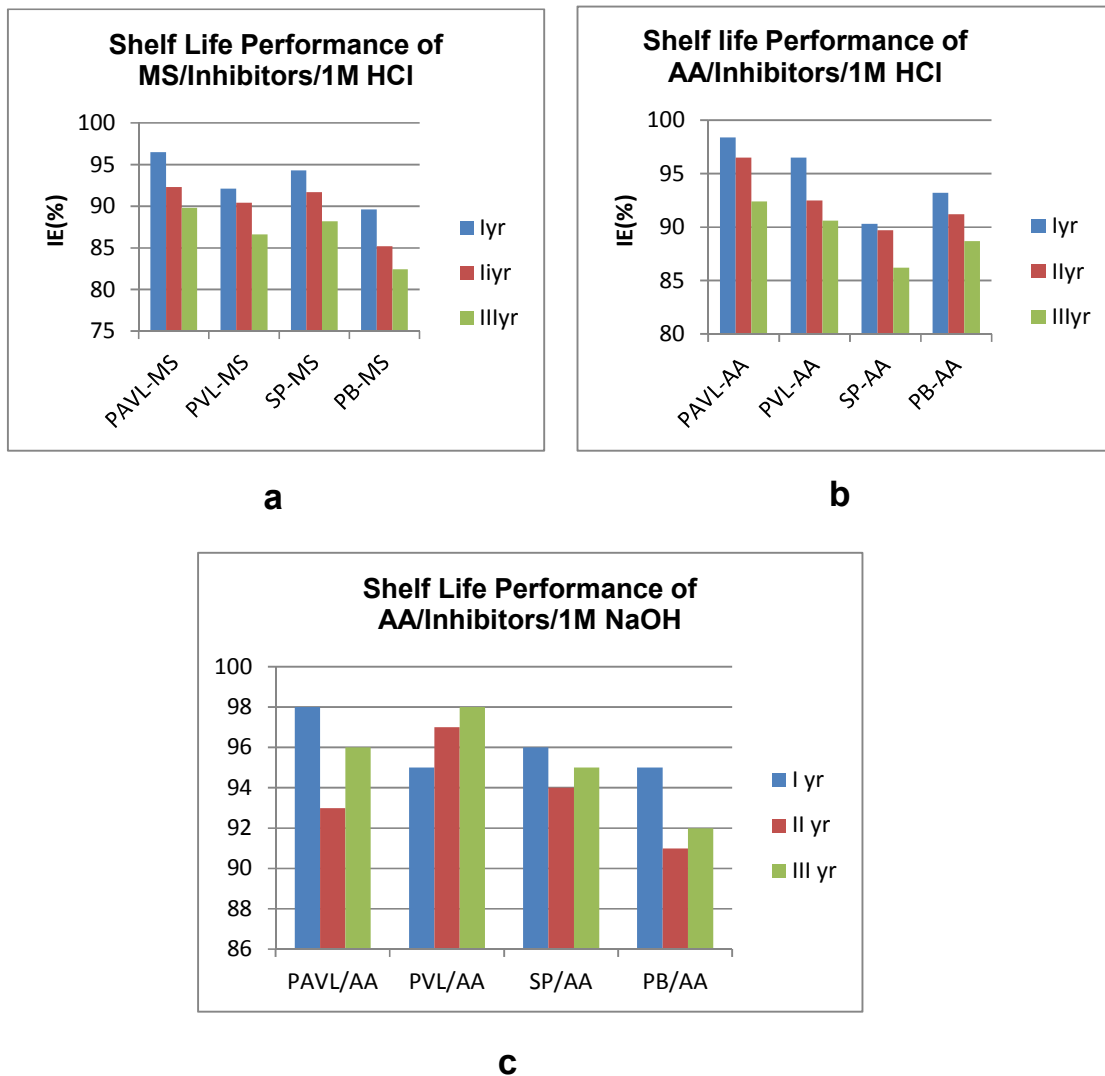 Shelf Life Performance of
MS/Inhibitors/1M HCl
IE(%)
100
95
90
85
80
75
PAVL-MS
PVL-MS
SP-MS
PB-MS
Iyr
Iiyr
IIIyr
a
Shelf life Performance of
AA/Inhibitors/1M HCl
IE(%)
100
95
90
85
80
PAVL-AA
PVL-AA
SP-AA
PB-AA
Iyr
IIyr
IIIyr
b
Shelf Life Performance of
AA/Inhibitors/1M NaOH
100
98
96
94
92
90
88
86
PAVL/AA
PVL/AA
SP/AA
PB/AA
I yr
II yr
III yr
c